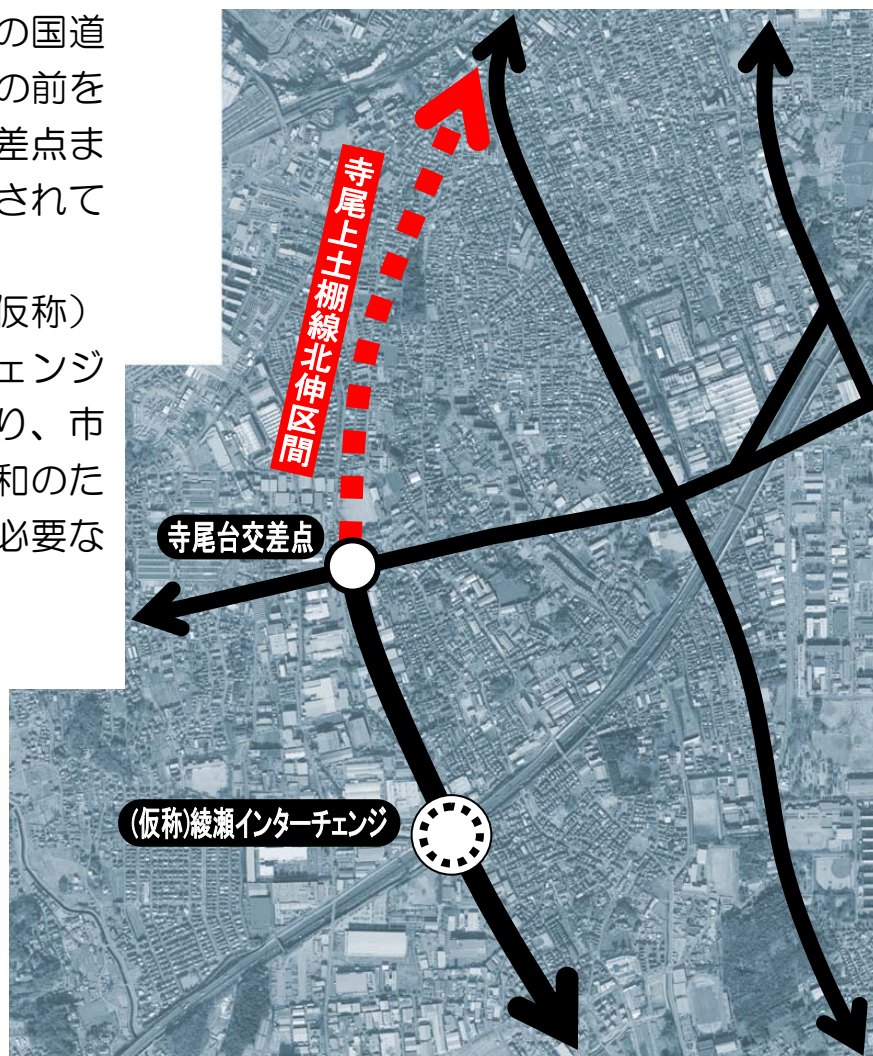 の国道
の前を
差点ま
されて
仮称）
ェンジ
り、市
和のた
必要な
寺尾上土棚線北伸区間
寺尾台交差点
(仮称)綾瀬インターチェンジ